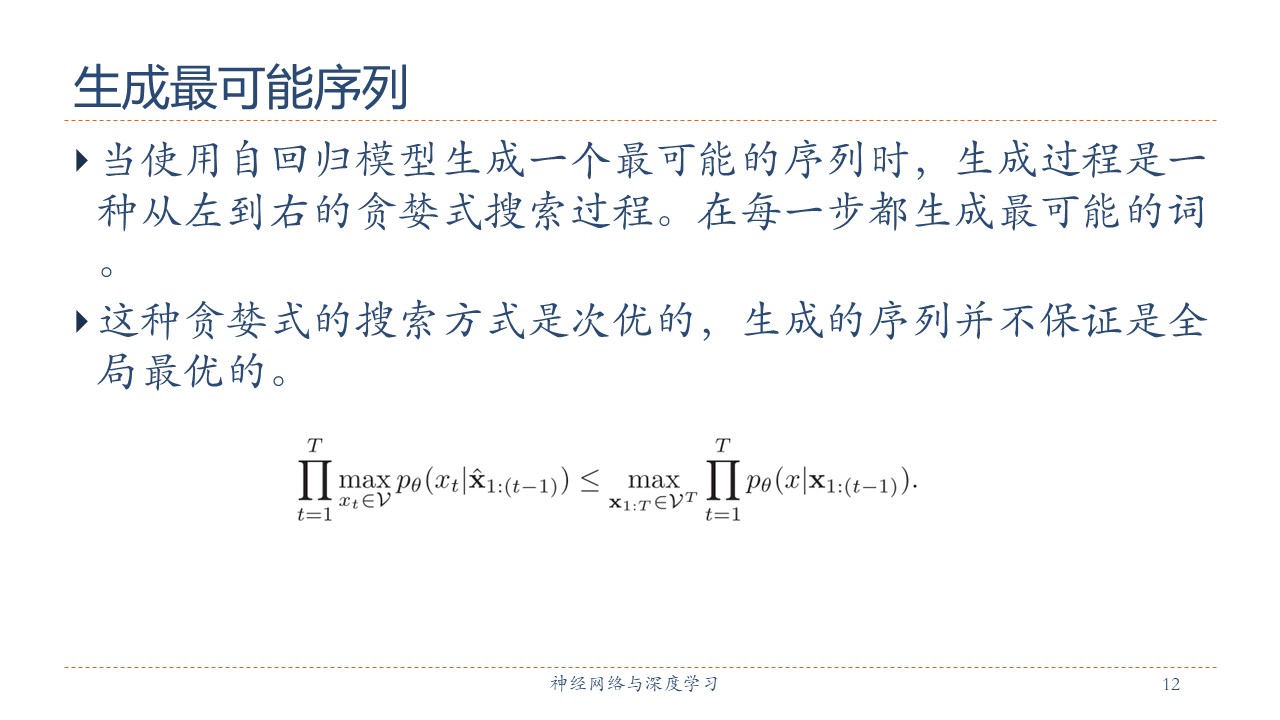 生成最可能序列
当使用自回归模型生成一个最可能的序列时，生成过程是一
种从左到右的贪婪式搜索过程。在每一步都生成最可能的词
。
这种贪婪式的搜索方式是次优的，生成的序列并不保证是全
局最优的。
$$\prod_{t=1}^{T} \max_{x_t \in \mathcal{V}} p_\theta(x_t|\hat{\mathbf{x}}_{1:(t-1)}) \leq \max_{\mathbf{x}_{1:T} \in \mathcal{V}^T} \prod_{t=1}^{T} p_\theta(x|\mathbf{x}_{1:(t-1)}).$$
神经网络与深度学习
12